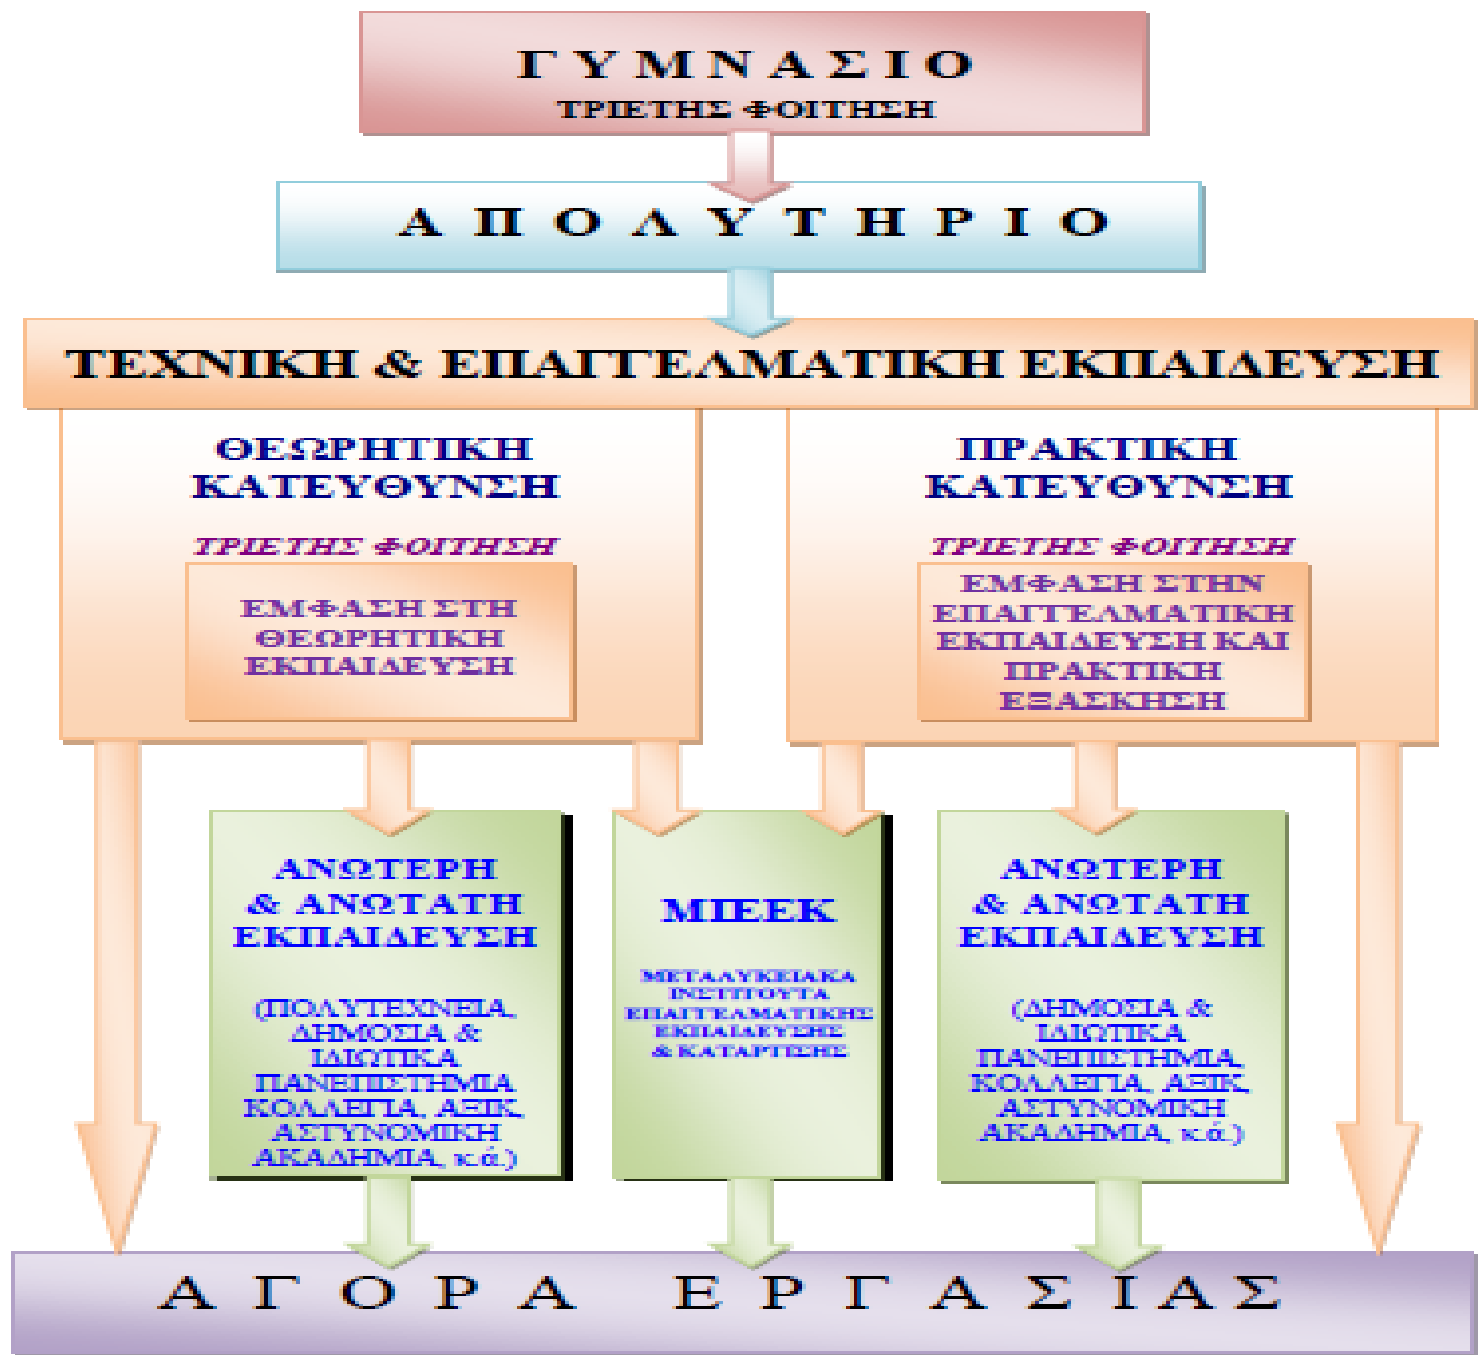 ΓΥΜΝΑΣΙΟ
ΤΡΙΕΤΗΣ ΦΟΙΤΗΣΗ
ΑΠΟΛΥΤΗΡΙΟ
ΤΕΧΝΙΚΗ & ΕΠΑΓΓΕΛΜΑΤΙΚΗ ΕΚΠΑΙΔΕΥΣΗ
ΘΕΩΡΗΤΙΚΗ
ΚΑΤΕΥΘΥΝΣΗ
ΤΡΙΕΤΗΣ ΦΟΙΤΗΣΗ
ΕΜΦΑΣΗ ΣΤΗ
ΘΕΩΡΗΤΙΚΗ
ΕΚΠΑΙΔΕΥΣΗ
ΠΡΑΚΤΙΚΗ
ΚΑΤΕΥΘΥΝΣΗ
ΤΡΙΕΤΗΣ ΦΟΙΤΗΣΗ
ΕΜΦΑΣΗ ΣΤΗΝ
ΕΠΑΓΓΕΛΜΑΤΙΚΗ
ΕΚΠΑΙΔΕΥΣΗ ΚΑΙ
ΠΡΑΚΤΙΚΗ
ΕΞΑΣΚΗΣΗ
ΑΝΩΤΕΡΗ
& ΑΝΩΤΑΤΗ
ΕΚΠΑΙΔΕΥΣΗ
(ΠΟΛΥΤΕΧΝΕΙΑ,
ΔΗΜΟΣΙΑ &
ΙΔΙΩΤΙΚΑ
ΠΑΝΕΠΙΣΤΗΜΙΑ
ΚΟΛΛΕΓΙΑ, ΑΞΙΚ,
ΑΣΤΥΝΟΜΙΚΗ
ΑΚΑΔΗΜΙΑ, κ.ά.)
ΜΙΕΕΚ
ΜΕΤΑΛΥΚΕΙΑΚΑ
ΙΝΣΤΙΤΟΥΤΑ
ΕΠΑΓΓΕΛΜΑΤΙΚΗΣ
ΕΚΠΑΙΔΕΥΣΗΣ
& ΚΑΤΑΡΤΙΣΗΣ
ΑΝΩΤΕΡΗ
& ΑΝΩΤΑΤΗ
ΕΚΠΑΙΔΕΥΣΗ
(ΔΗΜΟΣΙΑ &
ΙΔΙΩΤΙΚΑ
ΠΑΝΕΠΙΣΤΗΜΙΑ,
ΚΟΛΛΕΓΙΑ, ΑΞΙΚ,
ΑΣΤΥΝΟΜΙΚΗ
ΑΚΑΔΗΜΙΑ, κ.ά.)
ΑΓΟΡΑ ΕΡΓΑΣΙΑΣ